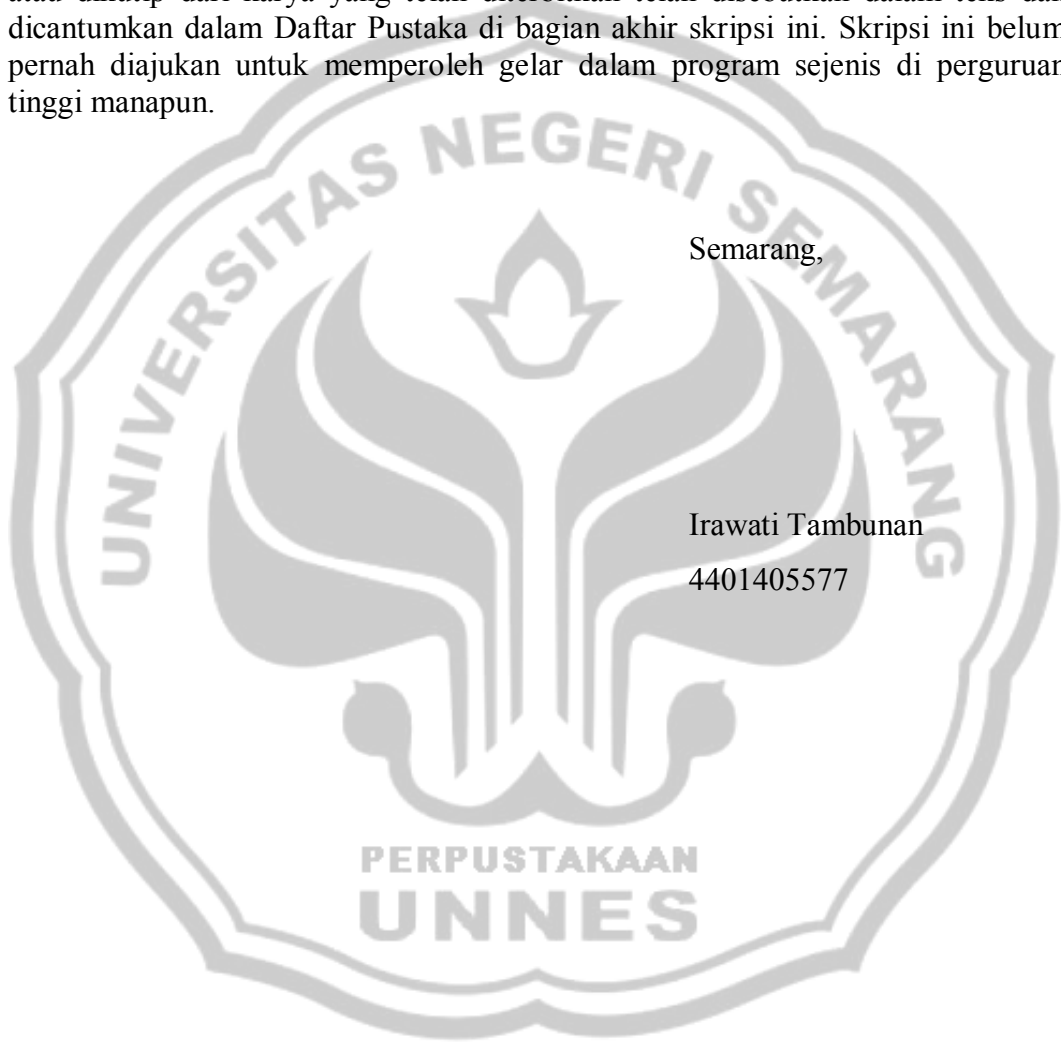 dicantumkan dalam Daftar Pustaka di bagian akhir skripsi ini. Skripsi ini belum
pernah diajukan untuk memperoleh gelar dalam program sejenis di perguruan
tinggi manapun.
UNIVERSITAS NEGERI SEMARANG
Semarang,
Irawati Tambunan
4401405577
PERPUSTAKAAN
UNNES